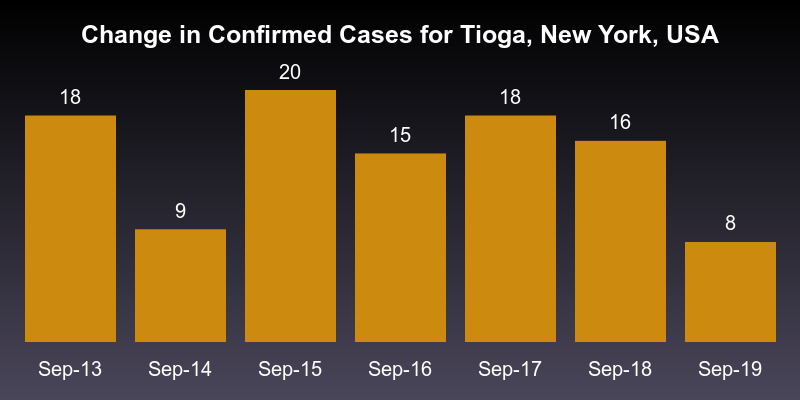 Change in Confirmed Cases for Tioga, New York, USA
18
9
20
15
18
16
8
Sep-13
Sep-14
Sep-15
Sep-16
Sep-17
Sep-18
Sep-19